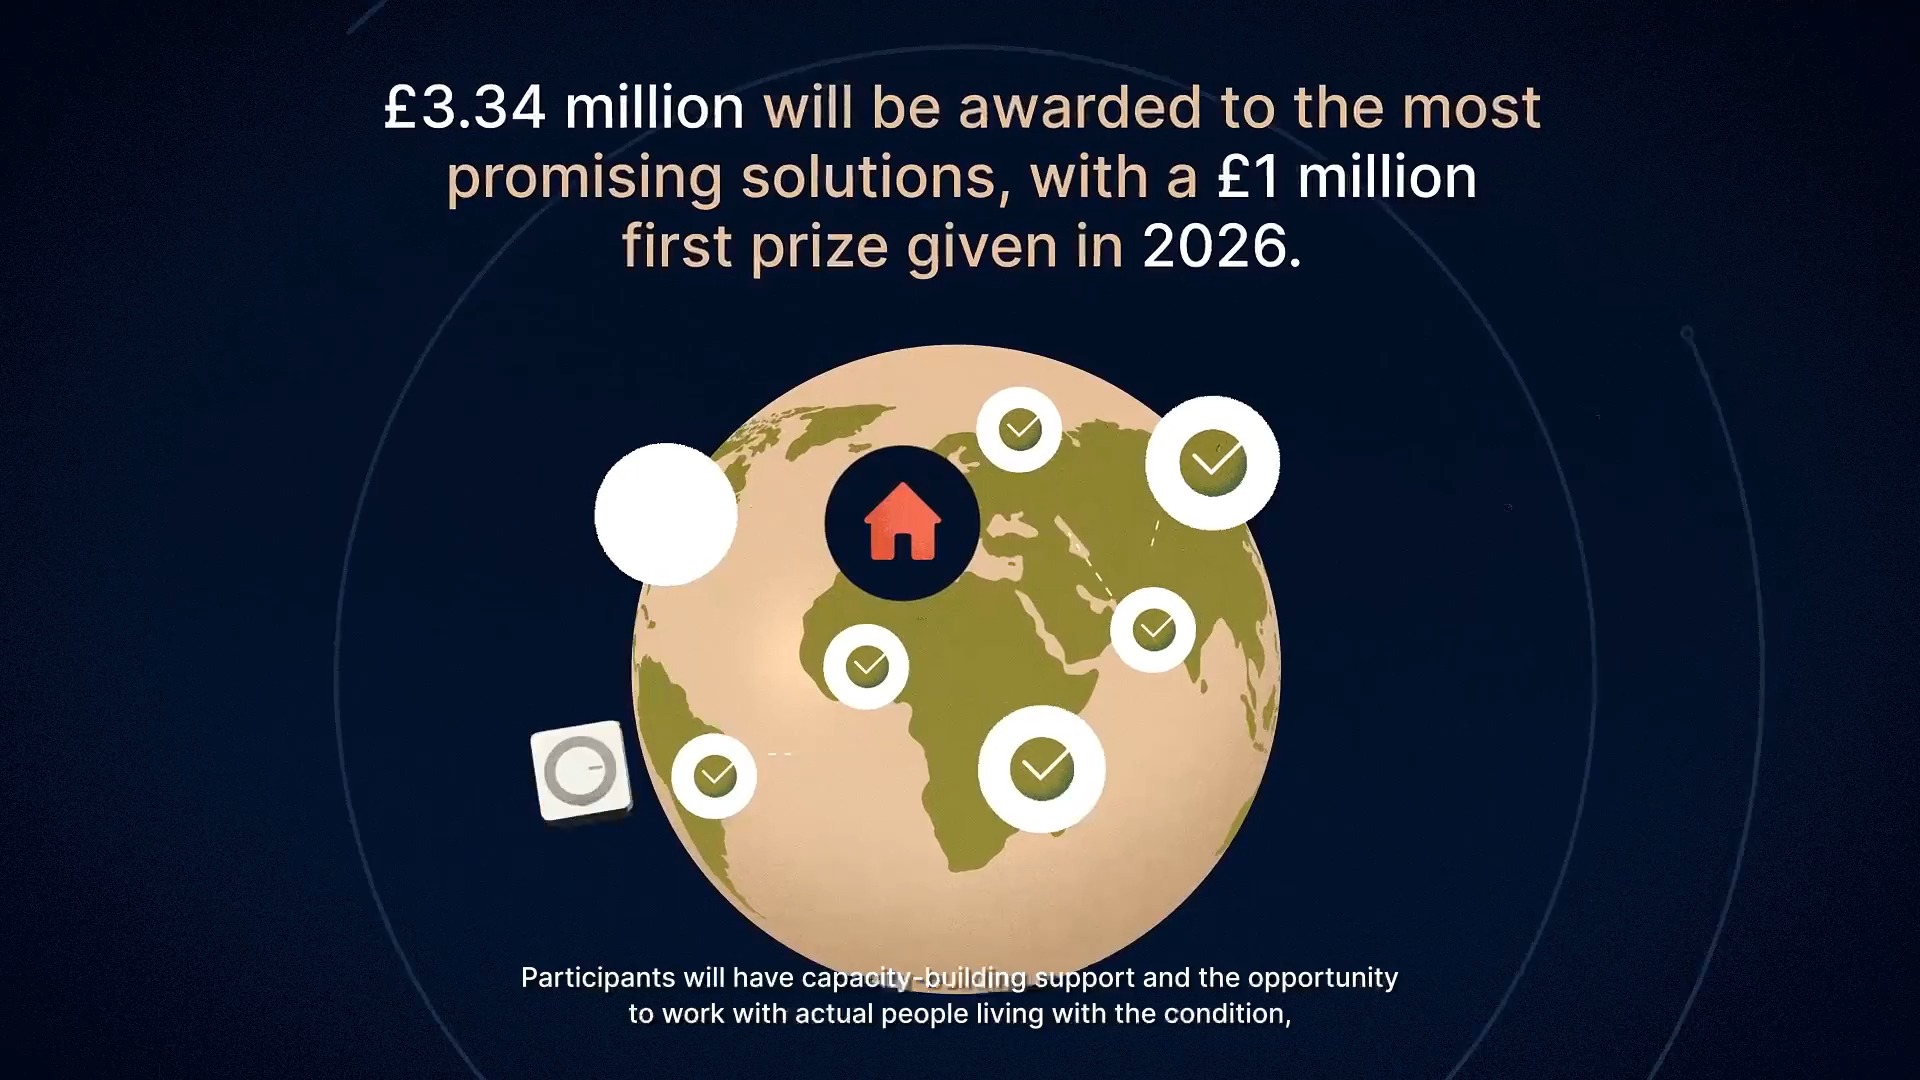 £3.34 million will be awarded to the most
promising solutions, with a £1 million
first prize given in 2026.
Participants will have capacity-building support and the opportunity
to work with actual people living with the condition,